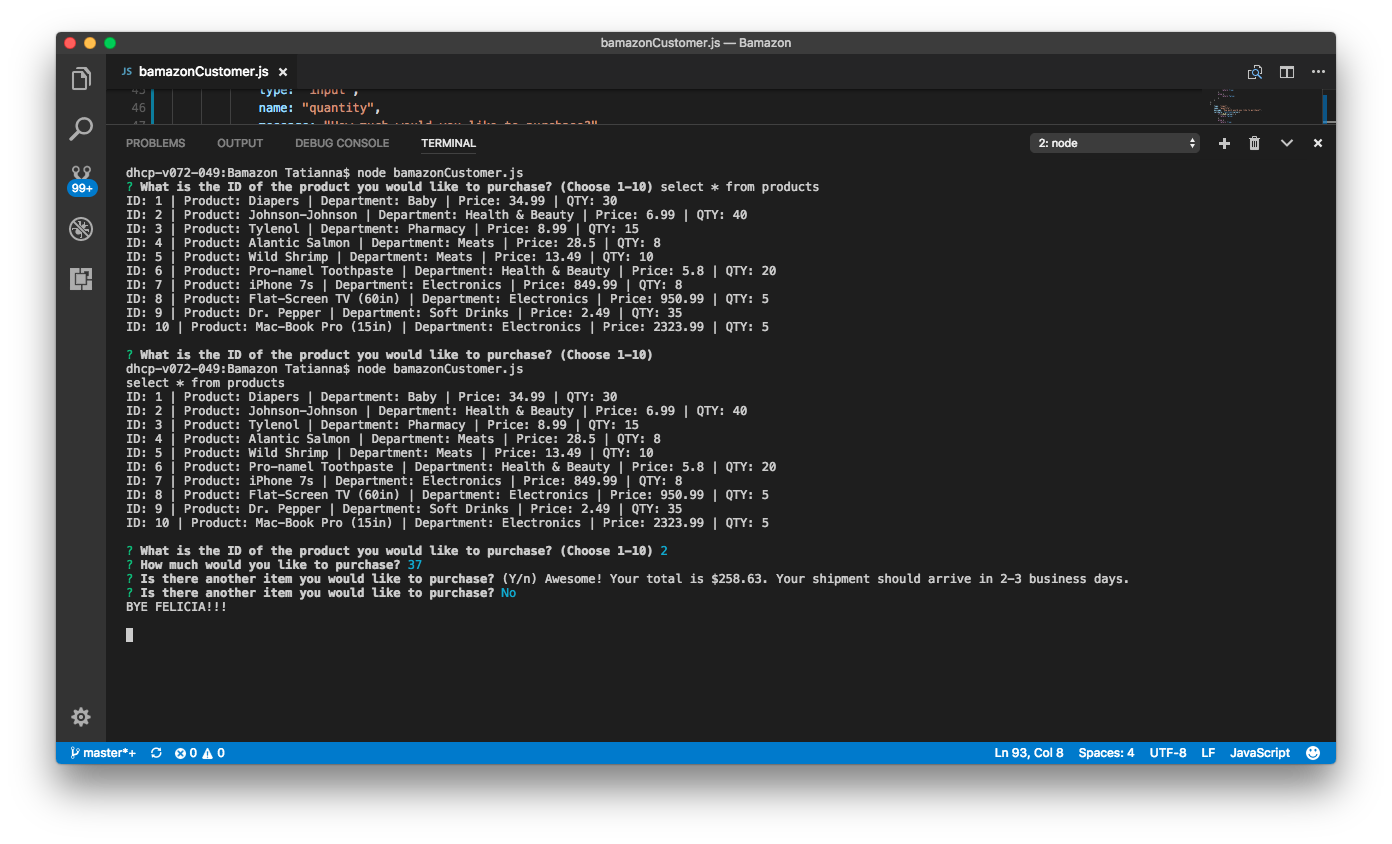 bamazonCustomer.js — Bamazon
JS bamazonCustomer.js ×
45 type: "input",
46 name: "quantity",
47 message: "How much would you like to purchase?"
PROBLEMS OUTPUT DEBUG CONSOLE TERMINAL 2: node
99+
dhcp-v072-049:Bamazon Tatianna$ node bamazonCustomer.js
? What is the ID of the product you would like to purchase? (Choose 1-10) select * from products
ID: 1 | Product: Diapers | Department: Baby | Price: 34.99 | QTY: 30
ID: 2 | Product: Johnson-Johnson | Department: Health & Beauty | Price: 6.99 | QTY: 40
ID: 3 | Product: Tylenol | Department: Pharmacy | Price: 8.99 | QTY: 15
ID: 4 | Product: Alantic Salmon | Department: Meats | Price: 28.5 | QTY: 8
ID: 5 | Product: Wild Shrimp | Department: Meats | Price: 13.49 | QTY: 10
ID: 6 | Product: Pro-namel Toothpaste | Department: Health & Beauty | Price: 5.8 | QTY: 20
ID: 7 | Product: iPhone 7s | Department: Electronics | Price: 849.99 | QTY: 8
ID: 8 | Product: Flat-Screen TV (60in) | Department: Electronics | Price: 950.99 | QTY: 5
ID: 9 | Product: Dr. Pepper | Department: Soft Drinks | Price: 2.49 | QTY: 35
ID: 10 | Product: Mac-Book Pro (15in) | Department: Electronics | Price: 2323.99 | QTY: 5
? What is the ID of the product you would like to purchase? (Choose 1-10)
dhcp-v072-049:Bamazon Tatianna$ node bamazonCustomer.js
select * from products
ID: 1 | Product: Diapers | Department: Baby | Price: 34.99 | QTY: 30
ID: 2 | Product: Johnson-Johnson | Department: Health & Beauty | Price: 6.99 | QTY: 40
ID: 3 | Product: Tylenol | Department: Pharmacy | Price: 8.99 | QTY: 15
ID: 4 | Product: Alantic Salmon | Department: Meats | Price: 28.5 | QTY: 8
ID: 5 | Product: Wild Shrimp | Department: Meats | Price: 13.49 | QTY: 10
ID: 6 | Product: Pro-namel Toothpaste | Department: Health & Beauty | Price: 5.8 | QTY: 20
ID: 7 | Product: iPhone 7s | Department: Electronics | Price: 849.99 | QTY: 8
ID: 8 | Product: Flat-Screen TV (60in) | Department: Electronics | Price: 950.99 | QTY: 5
ID: 9 | Product: Dr. Pepper | Department: Soft Drinks | Price: 2.49 | QTY: 35
ID: 10 | Product: Mac-Book Pro (15in) | Department: Electronics | Price: 2323.99 | QTY: 5
? What is the ID of the product you would like to purchase? (Choose 1-10) 2
? How much would you like to purchase? 37
? Is there another item you would like to purchase? (Y/n) Awesome! Your total is $258.63. Your shipment should arrive in 2-3 business days.
? Is there another item you would like to purchase? No
BYE FELICIA!!!
master*+ 0 0 Ln 93, Col 8 Spaces: 4 UTF-8 LF JavaScript